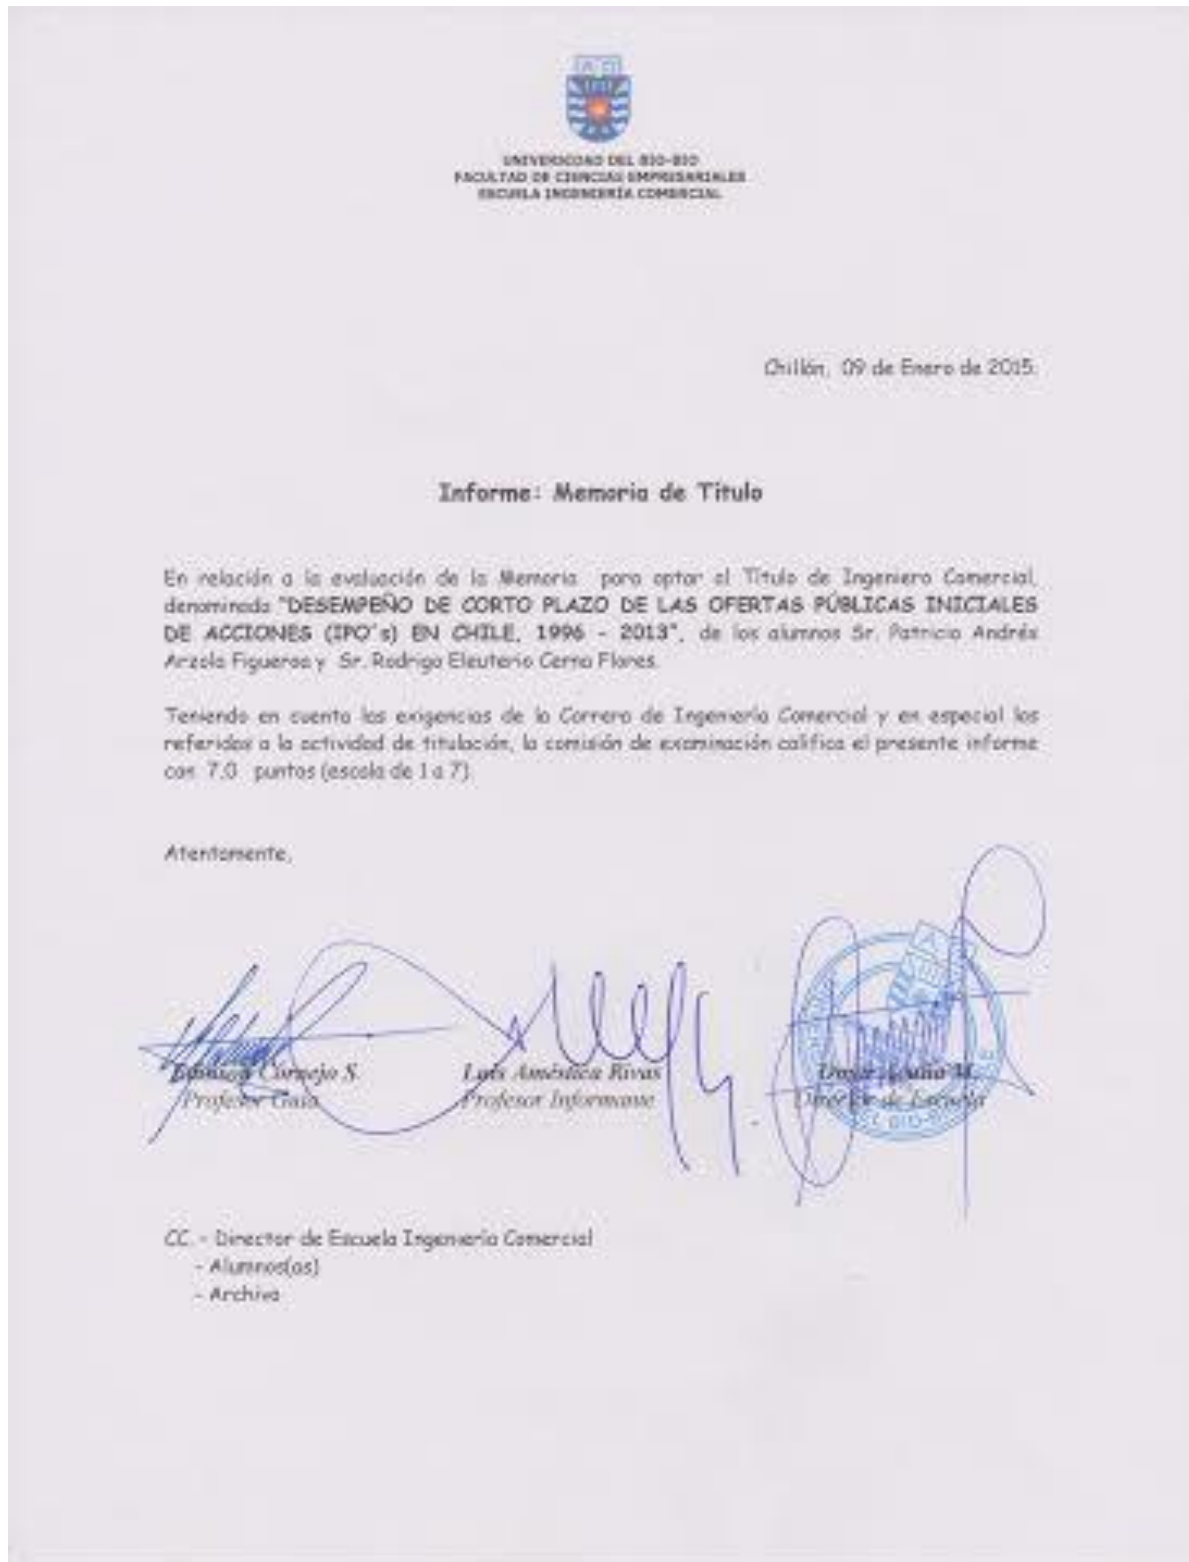 UNIVERSIDAD DEL BIO-BIO
FACULTAD DE CIENCIAS EMPRESARIALES
ESCUELA INGENIERÍA COMERCIAL
Chillán, 09 de Enero de 2015.
Informe: Memoria de Título
En relación a la evaluación de la Memoria para optar al Título de Ingeniero Comercial,
denominada "DESEMPEÑO DE CORTO PLAZO DE LAS OFERTAS PÚBLICAS INICIALES
DE ACCIONES (IPO´s) EN CHILE, 1996 - 2013", de los alumnos Sr. Patricio Andrés
Arzola Figueroa y Sr. Rodrigo Eleuterio Cerna Flores.
Teniendo en cuenta las exigencias de la Carrera de Ingeniería Comercial y en especial las
referidas a la actividad de titulación, la comisión de examinación califica el presente informe
con 7.0 puntos (escala de 1 a 7).
Atentamente,
Cornejo S. Luis Améstica Rivas
Profesor Guía Profesor Informante Director de Escuela
BIO-BIO
CC. - Director de Escuela Ingeniería Comercial
- Alumnos(as)
- Archivo